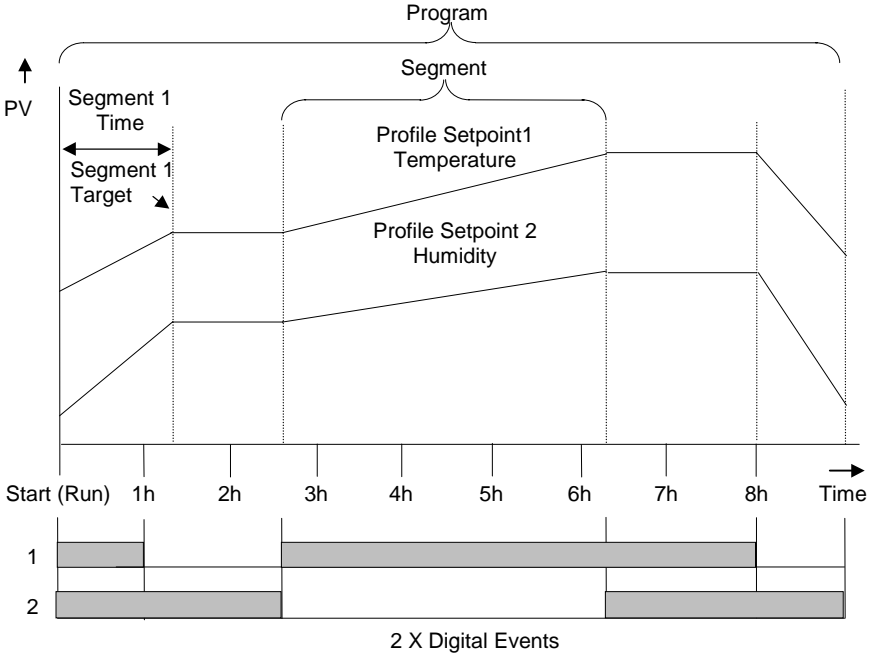 Program
Segment
PV
Segment 1
Time
Segment 1
Target
Profile Setpoint1
Temperature
Profile Setpoint 2
Humidity
Start (Run) 1h 2h 3h 4h 5h 6h 7h 8h Time
1
2
2 X Digital Events